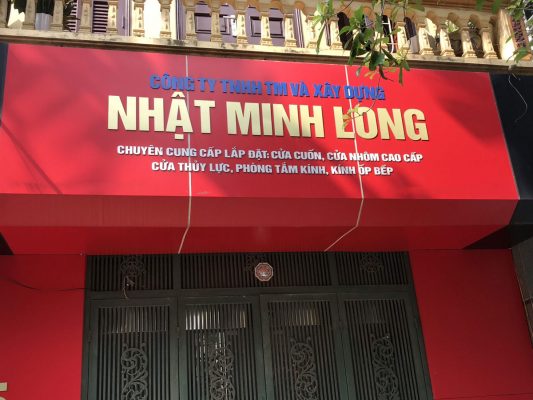 CÔNG TY TNHH TM VÀ XÂY DỰNG
NHẬT MINH LONG
CHUYÊN CUNG CẤP LẮP ĐẶT: CỬA CUỐN, CỬA NHÔM CAO CẤP
CỬA THỦY LỰC, PHÒNG TẮM KÍNH, KÍNH ỐP BẾP